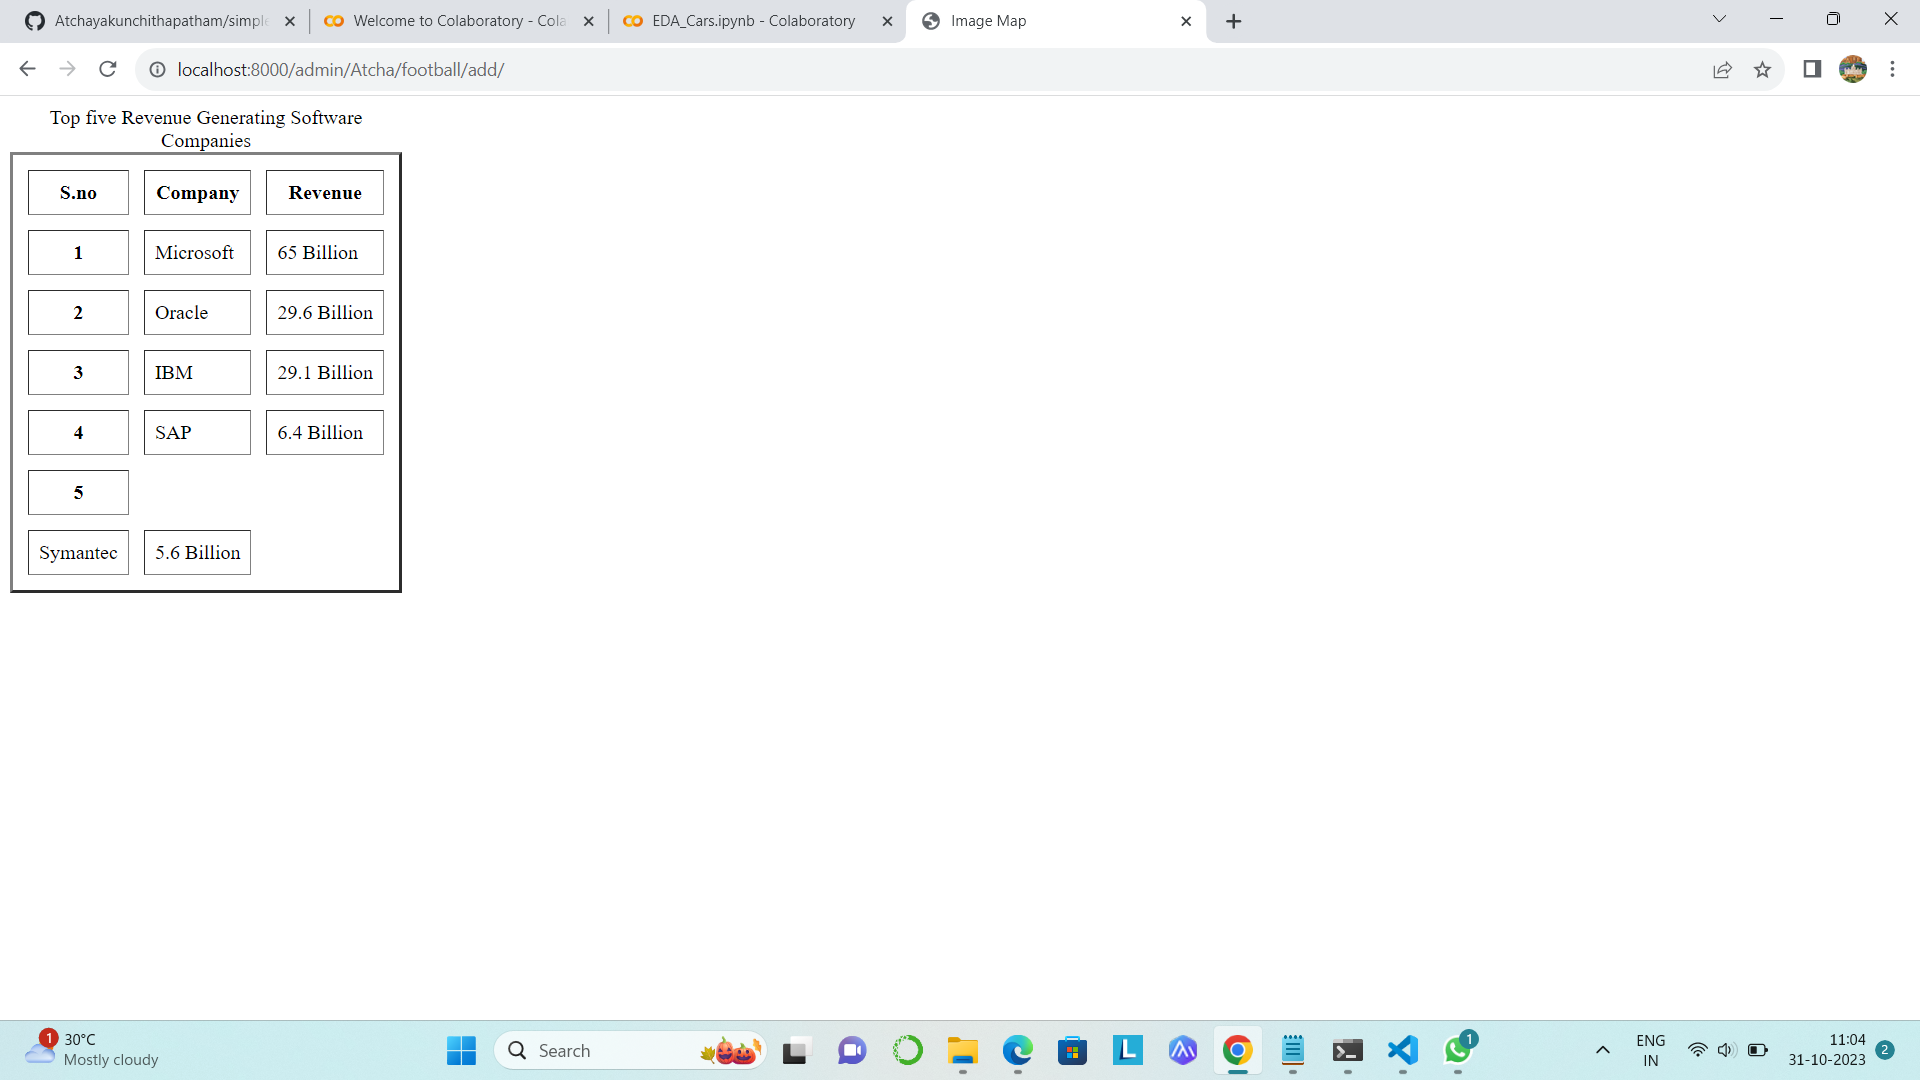 Atchayakunchithapatham/simple
Welcome to Colaboratory - Cola
EDA_Cars.ipynb - Colaboratory
Image Map
localhost:8000/admin/Atcha/football/add/
Top five Revenue Generating Software
Companies
S.no Company Revenue
1 Microsoft 65 Billion
2 Oracle 29.6 Billion
3 IBM 29.1 Billion
4 SAP 6.4 Billion
5
Symantec 5.6 Billion
1
30°C
Mostly cloudy
Search
L
1
ENG
IN
11:04
31-10-2023
2